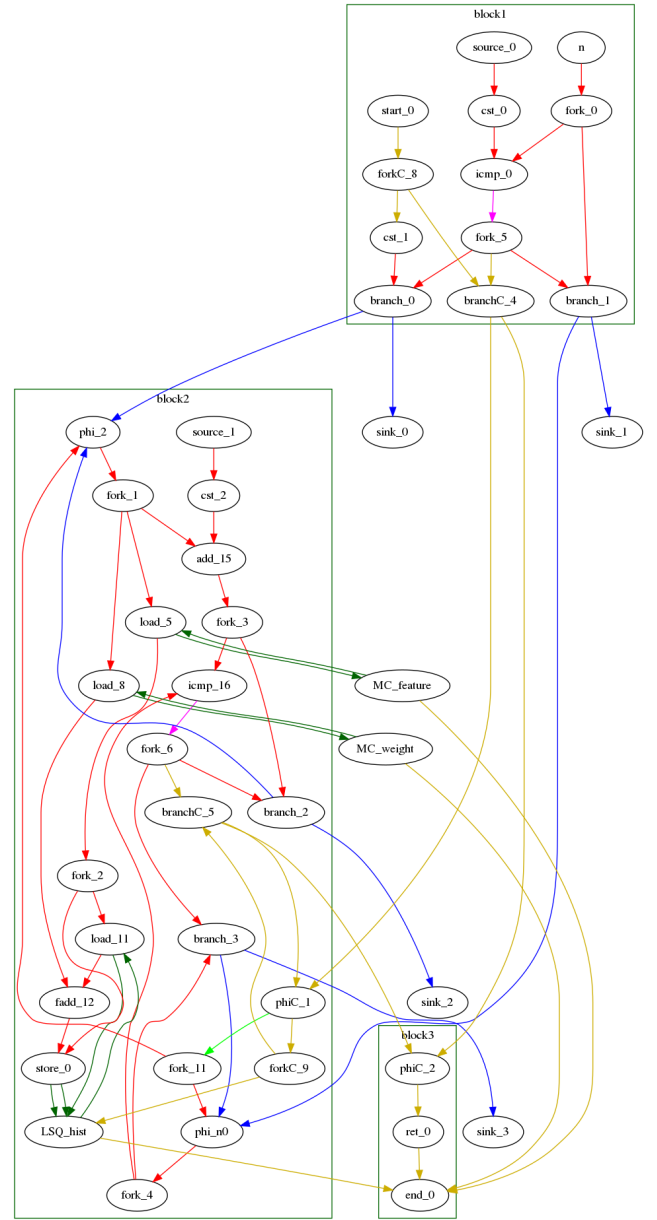 block1
source_0
n
start_0
cst_0
fork_0
forkC_8
icmp_0
cst_1
fork_5
branch_0
branchC_4
branch_1
block2
phi_2
source_1
sink_0
sink_1
fork_1
cst_2
add_15
load_5
fork_3
load_8
icmp_16
MC_feature
fork_6
MC_weight
branchC_5
branch_2
fork_2
load_11
branch_3
fadd_12
phiC_1
sink_2
block3
store_0
fork_11
forkC_9
phiC_2
LSQ_hist
phi_n0
ret_0
sink_3
fork_4
end_0